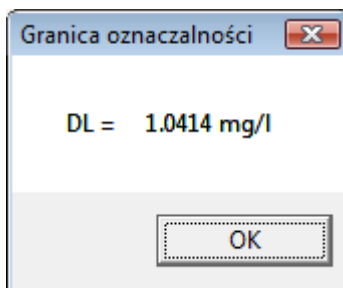 Granica oznaczalności
DL = 1.0414 mg/l
OK